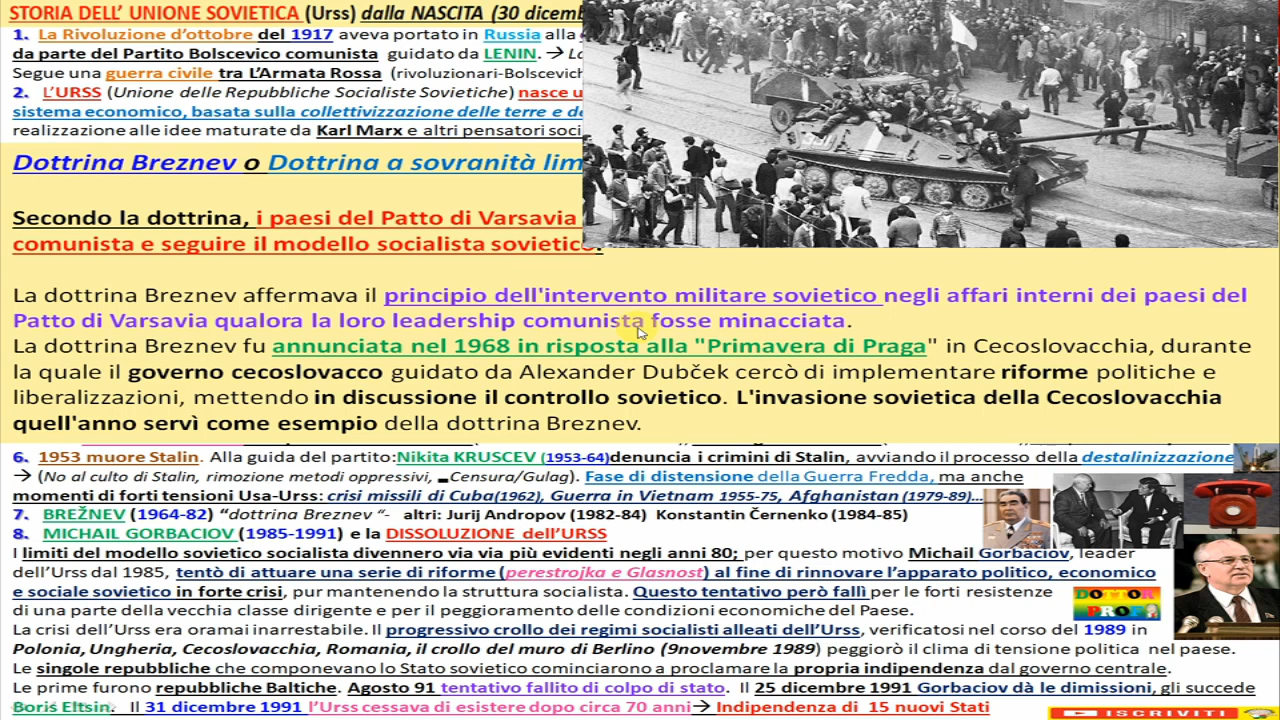 STORIA DELL' UNIONE SOVIETICA (Urss) dalla NASCITA (30 dicemb
1. La Rivoluzione d'ottobre del 1917 aveva portato in Russia alla
da parte del Partito Bolscevico comunista guidato da LENIN. →
Segue una guerra civile tra L'Armata Rossa (rivoluzionari-Bolscevich
2. L'URSS (Unione delle Repubbliche Socialiste Sovietiche) nasce u
sistema economico, basata sulla collettivizzazione delle terre e de
realizzazione alle idee maturate da Karl Marx e altri pensatori soci
Dottrina Breznev o Dottrina a sovranità lim
Secondo la dottrina, i paesi del Patto di Varsavia
comunista e seguire il modello socialista sovietico.
La dottrina Breznev affermava il principio dell'intervento militare sovietico negli affari interni dei paesi del
Patto di Varsavia qualora la loro leadership comunista fosse minacciata.
La dottrina Breznev fu annunciata nel 1968 in risposta alla "Primavera di Praga" in Cecoslovacchia, durante
la quale il governo cecoslovacco guidato da Alexander Dubček cercò di implementare riforme politiche e
liberalizzazioni, mettendo in discussione il controllo sovietico. L'invasione sovietica della Cecoslovacchia
quell'anno servì come esempio della dottrina Breznev.
6. 1953 muore Stalin. Alla guida del partito:Nikita KRUSCEV (1953-64)denuncia i crimini di Stalin, avviando il processo della destalinizzazione
→ (No al culto di Stalin, rimozione metodi oppressivi, Censura/Gulag). Fase di distensione della Guerra Fredda, ma anche
momenti di forti tensioni Usa-Urss: crisi missili di Cuba(1962), Guerra in Vietnam 1955-75, Afghanistan (1979-89)...
7. BREŽNEV (1964-82) "dottrina breznev "- altri: Jurij Andropov (1982-84) Konstantin Černenko (1984-85)
8. MICHAIL GORBACIOV (1985-1991) e la DISSOLUZIONE dell'URSS
I limiti del modello sovietico socialista divennero via via più evidenti negli anni 80; per questo motivo Michail Gorbaciov, leader
dell'Urss dal 1985, tentò di attuare una serie di riforme (perestrojka e Glasnost) al fine di rinnovare l'apparato politico, economico
e sociale sovietico in forte crisi, pur mantenendo la struttura socialista. Questo tentativo però fallì per le forti resistenze
di una parte della vecchia classe dirigente e per il peggioramento delle condizioni economiche del Paese.
DOTTOR
PROF
La crisi dell'Urss era oramai inarrestabile. Il progressivo crollo dei regimi socialisti alleati dell'Urss, verificatosi nel corso del 1989 in
Polonia, Ungheria, Cecoslovacchia, Romania, il crollo del muro di Berlino (9novembre 1989) peggiorò il clima di tensione politica nel paese.
Le singole repubbliche che componevano lo Stato sovietico cominciarono a proclamare la propria indipendenza dal governo centrale.
Le prime furono repubbliche Baltiche. Agosto 91 tentativo fallito di colpo di stato. Il 25 dicembre 1991 Gorbaciov dà le dimissioni, gli succede
Boris Eltsin. Il 31 dicembre 1991 l'Urss cessava di esistere dopo circa 70 anni→ Indipendenza di 15 nuovi Stati
ISCRIVITI